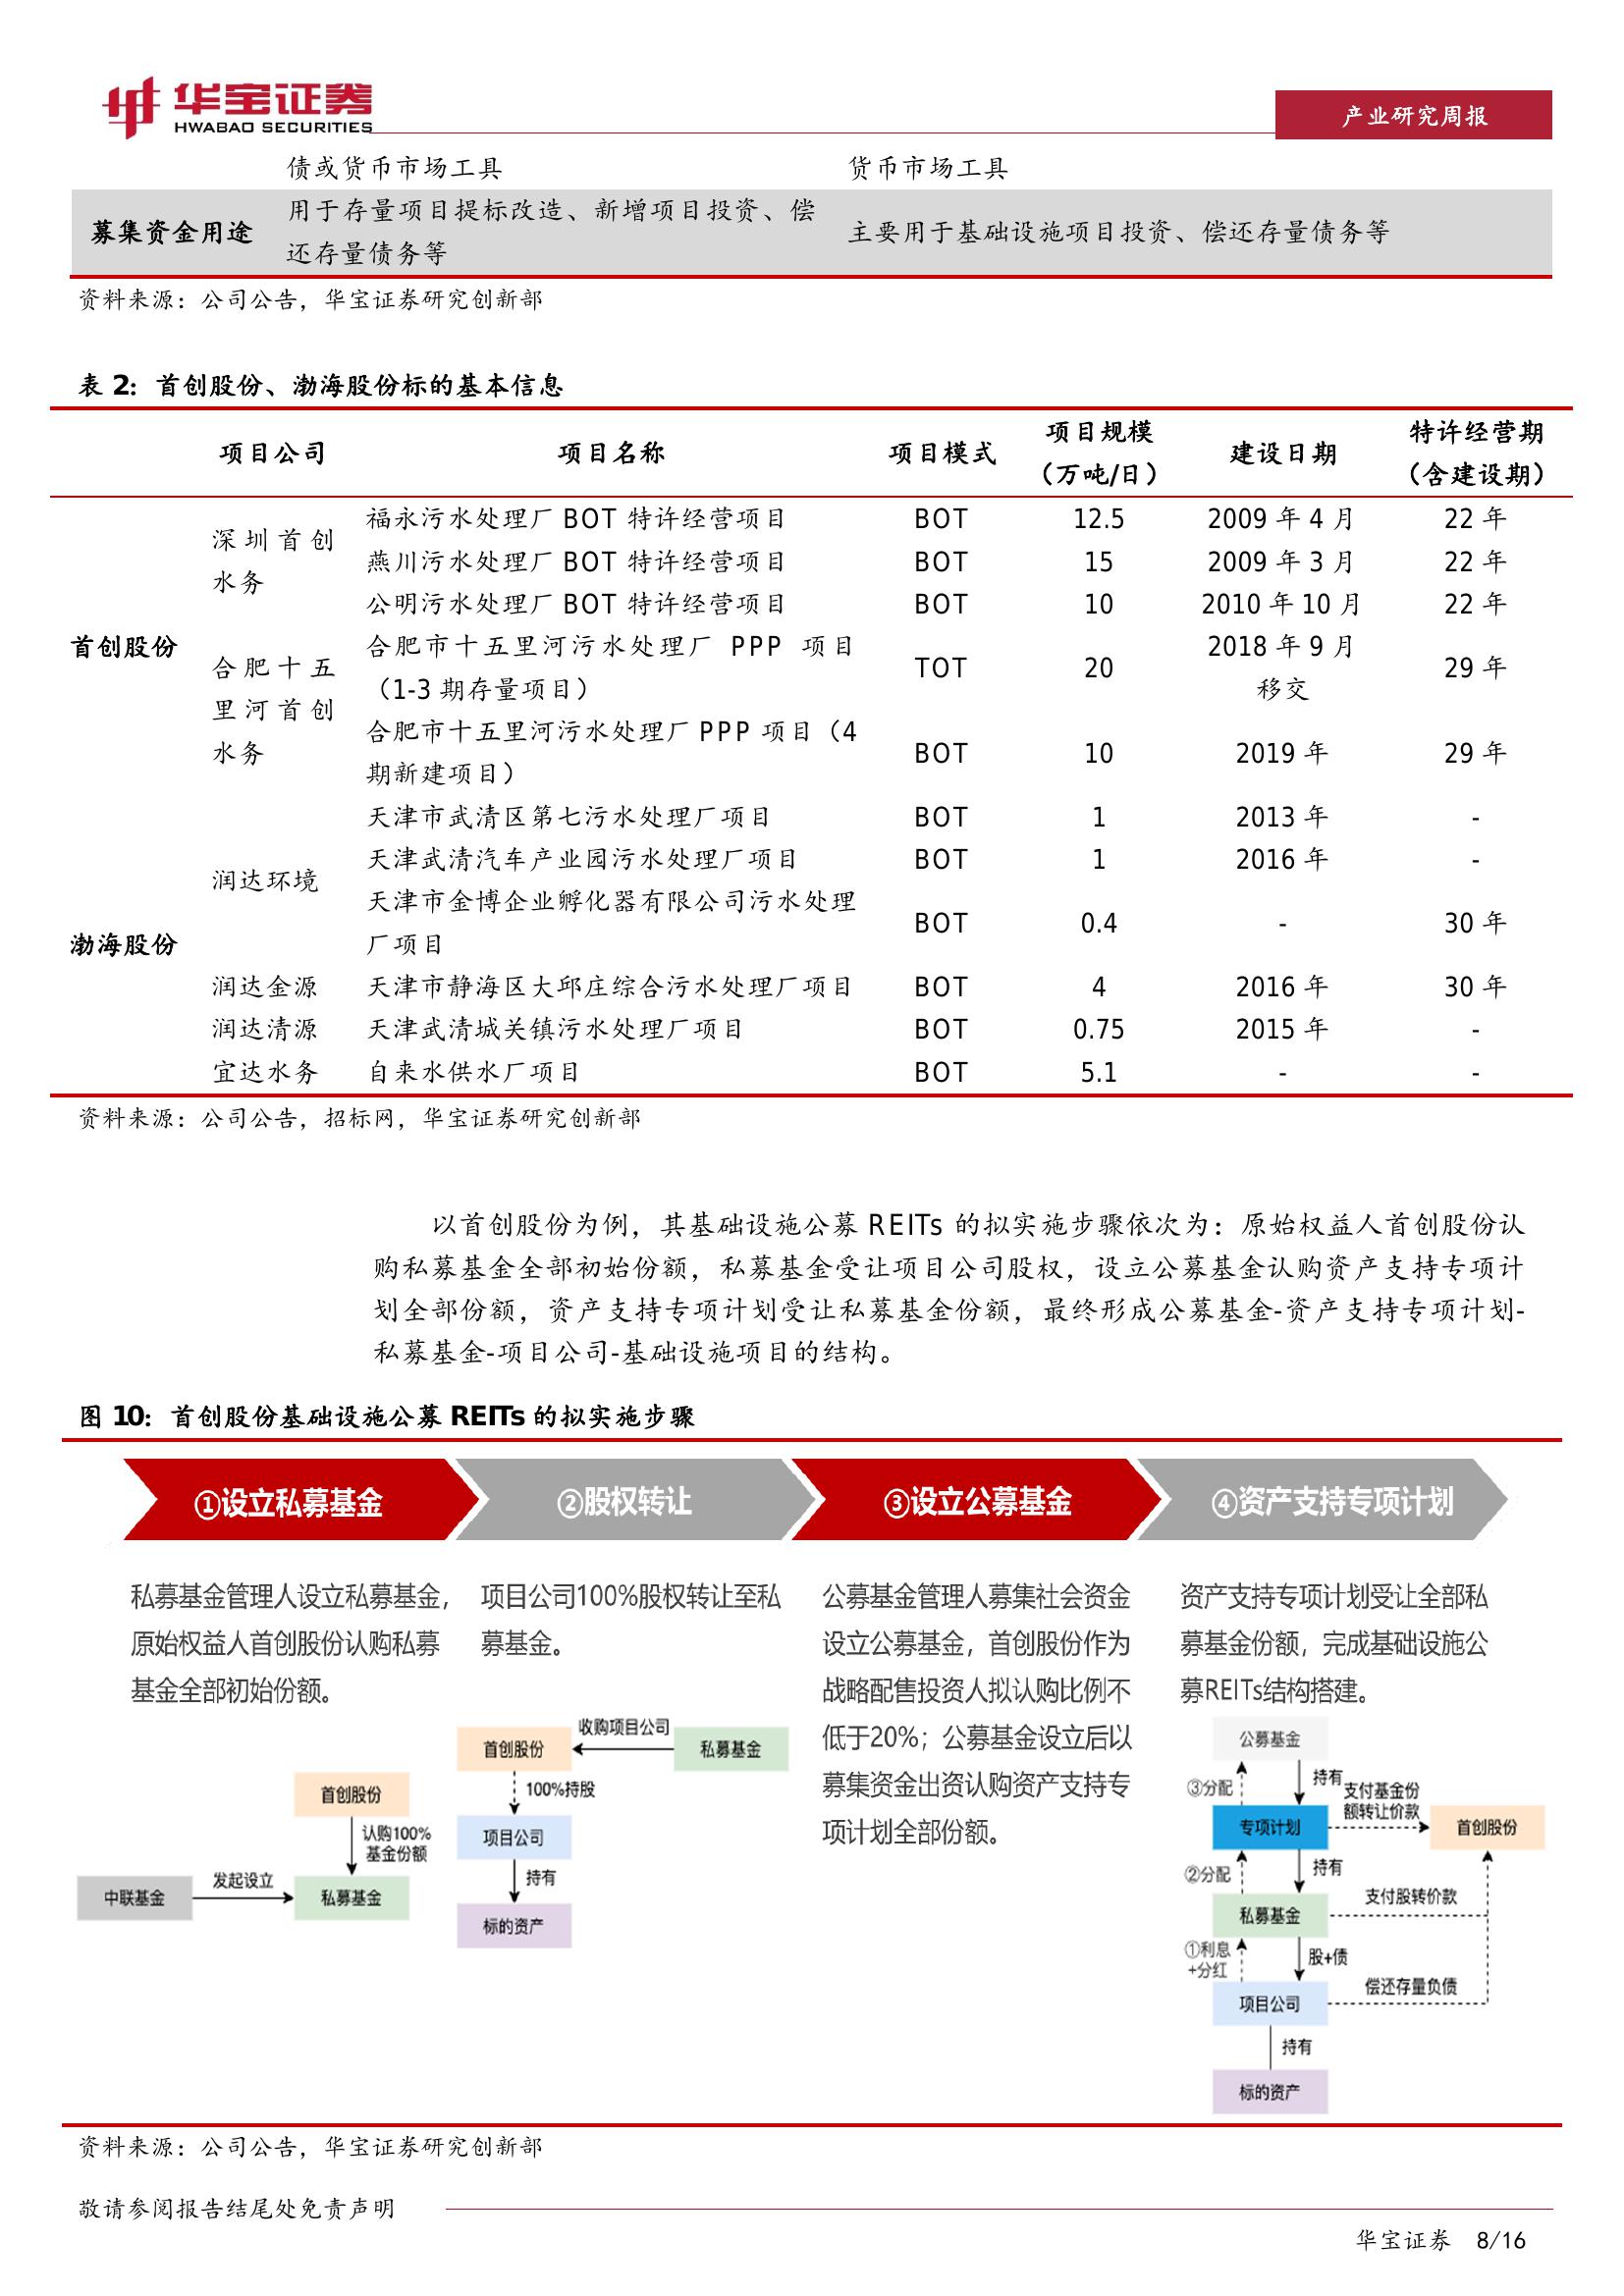 华宝证券
HWABAO SECURITIES
产业研究周报
债或货币市场工具 货币市场工具
募集资金用途 用于存量项目提标改造、新增项目投资、偿还存量债务等 主要用于基础设施项目投资、偿还存量债务等
资料来源：公司公告，华宝证券研究创新部
表 2：首创股份、渤海股份标的基本信息
项目公司 项目名称 项目模式 项目规模（万吨/日） 建设日期 特许经营期（含建设期）
首创股份
深圳首创水务
福永污水处理厂 BOT 特许经营项目 BOT 12.5 2009 年 4 月 22 年
燕川污水处理厂 BOT 特许经营项目 BOT 15 2009 年 3 月 22 年
公明污水处理厂 BOT 特许经营项目 BOT 10 2010 年 10 月 22 年
合肥十五里河首创水务
合肥市十五里河污水处理厂 PPP 项目（1-3 期存量项目） TOT 20 2018 年 9 月移交 29 年
合肥市十五里河污水处理厂 PPP 项目（4 期新建项目） BOT 10 2019 年 29 年
渤海股份
润达环境
天津市武清区第七污水处理厂项目 BOT 1 2013 年 -
天津武清汽车产业园污水处理厂项目 BOT 1 2016 年 -
天津市金博企业孵化器有限公司污水处理厂项目 BOT 0.4 - 30 年
润达金源 天津市静海区大邱庄综合污水处理厂项目 BOT 4 2016 年 30 年
润达清源 天津武清城关镇污水处理厂项目 BOT 0.75 2015 年 -
宜达水务 自来水供水厂项目 BOT 5.1 - -
资料来源：公司公告，招标网，华宝证券研究创新部
以首创股份为例，其基础设施公募 REITs 的拟实施步骤依次为：原始权益人首创股份认
购私募基金全部初始份额，私募基金受让项目公司股权，设立公募基金认购资产支持专项计
划全部份额，资产支持专项计划受让私募基金份额，最终形成公募基金-资产支持专项计划-
私募基金-项目公司-基础设施项目的结构。
图 10：首创股份基础设施公募 REITs 的拟实施步骤
①设立私募基金
②股权转让
③设立公募基金
④资产支持专项计划
私募基金管理人设立私募基金，
原始权益人首创股份认购私募
基金全部初始份额。
首创股份
认购100%
基金份额
中联基金
发起设立
私募基金
项目公司100%股权转让至私
募基金。
首创股份
收购项目公司
私募基金
100%持股
项目公司
持有
标的资产
公募基金管理人募集社会资金
设立公募基金，首创股份作为
战略配售投资人拟认购比例不
低于20%；公募基金设立后以
募集资金出资认购资产支持专
项计划全部份额。
资产支持专项计划受让全部私
募基金份额，完成基础设施公
募REITs结构搭建。
公募基金
③分配
持有
支付基金份
额转让价款
专项计划
首创股份
②分配
持有
支付股转价款
私募基金
①利息
+分红
股+债
偿还存量负债
项目公司
持有
标的资产
资料来源：公司公告，华宝证券研究创新部
敬请参阅报告结尾处免责声明
华宝证券 8/16